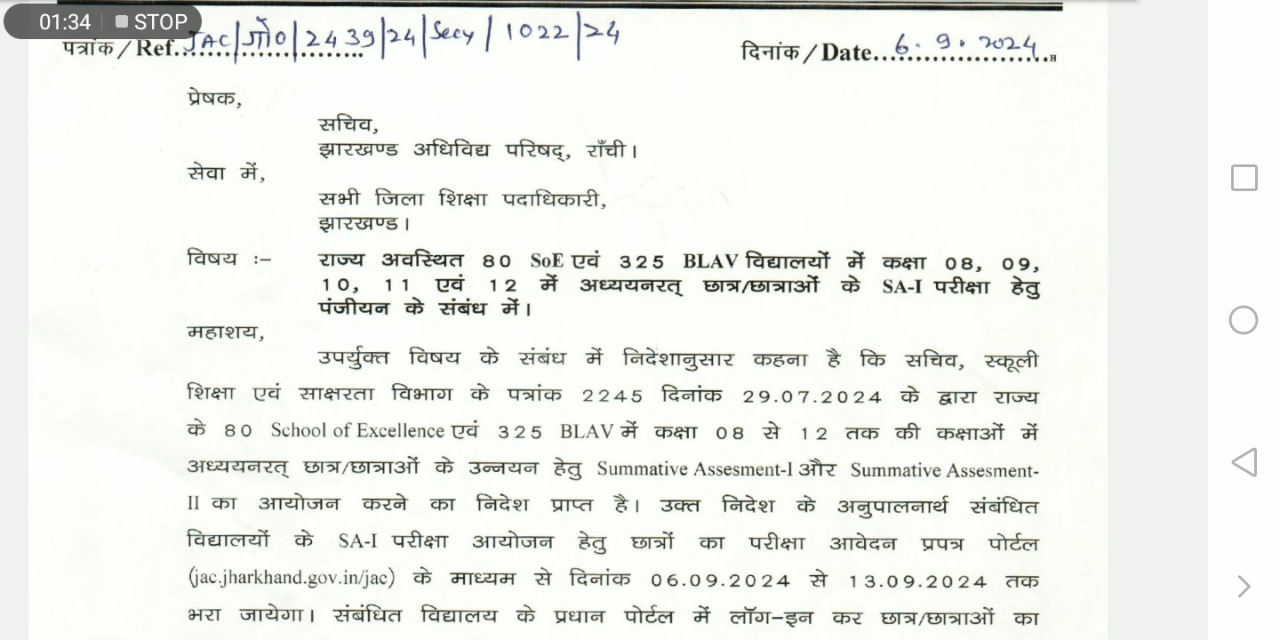 01:34 STOP
पत्रांक / Ref. JAC/गो०/2439/24/Secy/1022/24 दिनांक / Date...6.9.2024
प्रेषक,
सचिव,
झारखण्ड अधिविद्य परिषद्, राँची।
सेवा में,
सभी जिला शिक्षा पदाधिकारी,
झारखण्ड।
विषय :– राज्य अवस्थित 80 SoE एवं 325 BLAV विद्यालयों में कक्षा 08, 09,
10, 11 एवं 12 में अध्ययनरत् छात्र/छात्राओं के SA-I परीक्षा हेतु
पंजीयन के संबंध में।
महाशय,
उपर्युक्त विषय के संबंध में निदेशानुसार कहना है कि सचिव, स्कूली
शिक्षा एवं साक्षरता विभाग के पत्रांक 2245 दिनांक 29.07.2024 के द्वारा राज्य
के 80 School of Excellence एवं 325 BLAV में कक्षा 08 से 12 तक की कक्षाओं में
अध्ययनरत् छात्र/छात्राओं के उन्नयन हेतु Summative Assesment-I और Summative Assesment-
II का आयोजन करने का निदेश प्राप्त है। उक्त निदेश के अनुपालनार्थ संबंधित
विद्यालयों के SA-I परीक्षा आयोजन हेतु छात्रों का परीक्षा आवेदन प्रपत्र पोर्टल
(jac.jharkhand.gov.in/jac) के माध्यम से दिनांक 06.09.2024 से 13.09.2024 तक
भरा जायेगा। संबंधित विद्यालय के प्रधान पोर्टल में लॉग–इन कर छात्र/छात्राओं का